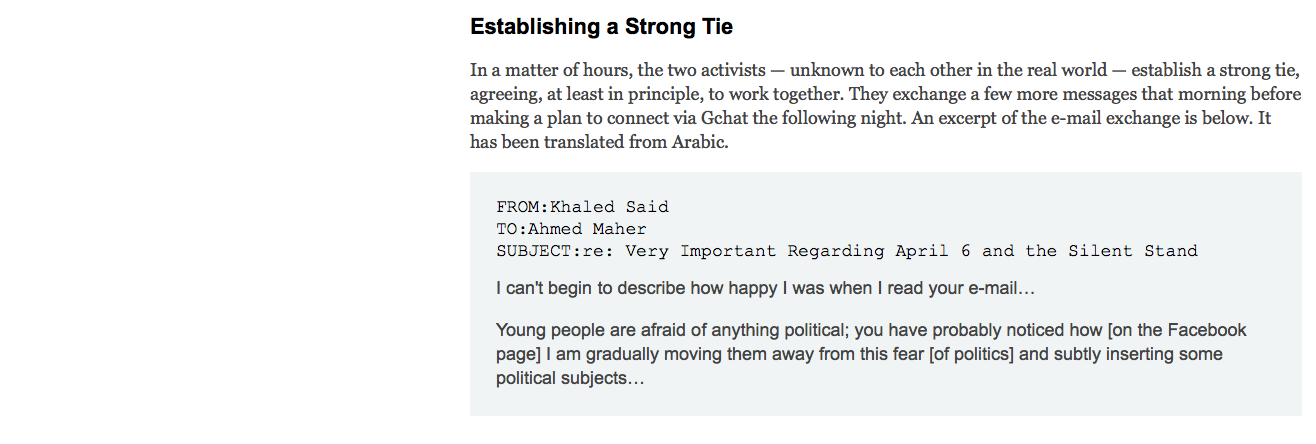 Establishing a Strong Tie
In a matter of hours, the two activists — unknown to each other in the real world — establish a strong tie,
agreeing, at least in principle, to work together. They exchange a few more messages that morning before
making a plan to connect via Gchat the following night. An excerpt of the e-mail exchange is below. It
has been translated from Arabic.
FROM:Khaled Said
TO:Ahmed Maher
SUBJECT:re: Very Important Regarding April 6 and the Silent Stand
I can't begin to describe how happy I was when I read your e-mail…
Young people are afraid of anything political; you have probably noticed how [on the Facebook
page] I am gradually moving them away from this fear [of politics] and subtly inserting some
political subjects…